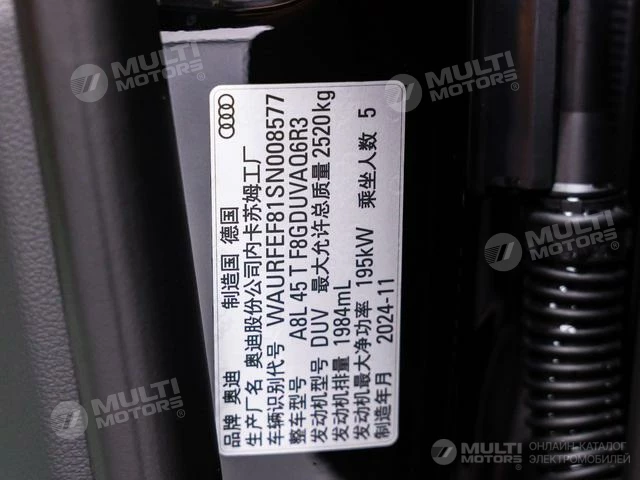 品牌 奥迪 制造国 德国
生产厂名 奥迪股份公司内卡苏姆工厂
车辆识别代号 WAURFEF81SN008577
整车型号 A8L 45 T F8GDUVAQ6R3
发动机型号 DUV 最大允许总质量 2520kg
发动机排量 1984mL
发动机最大净功率 195kW 乘坐人数 5
制造年月 2024-11
MULTI
MOTORS
MULTI
MOTORS
MULTI
MOTORS
MULTI
MOTORS
MULTI
MOTORS
ОНЛАЙН-КАТАЛОГ
ЭЛЕКТРОМОБИЛЕЙ